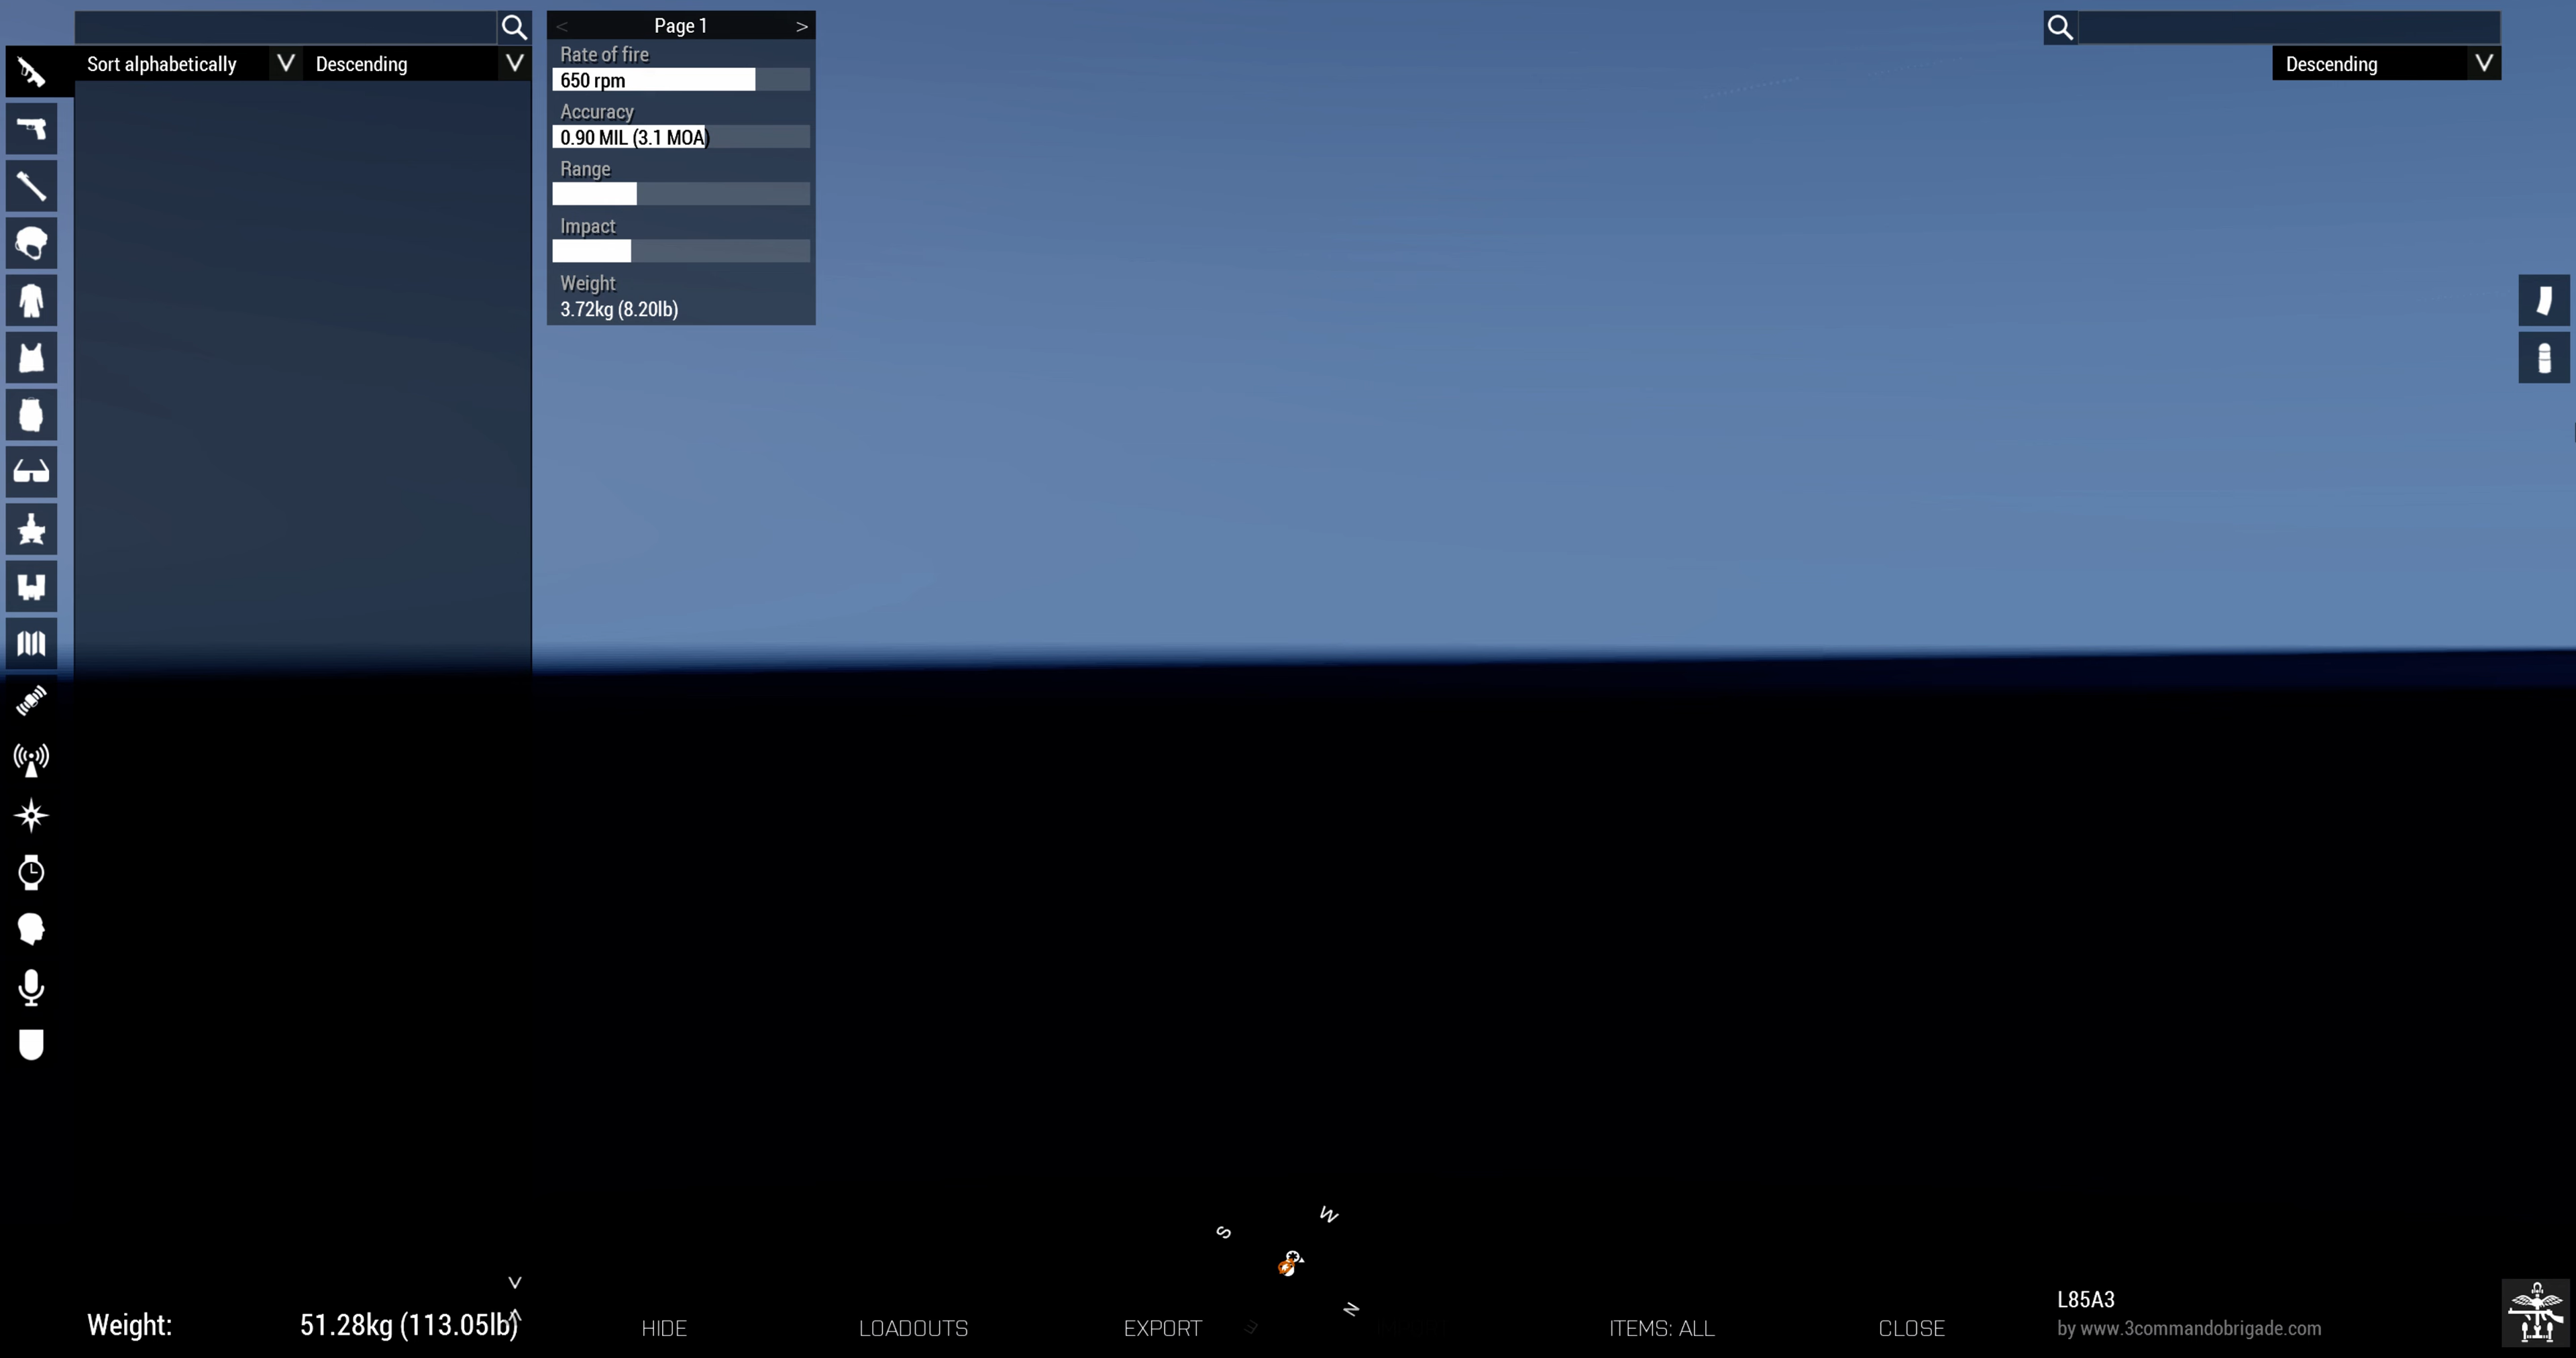 Sort alphabetically
Descending
Page 1
Rate of fire
650 rpm
Accuracy
0.90 MIL (3.1 MOA)
Range
Impact
Weight
3.72kg (8.20lb)
Descending
S
W
N
E
Weight:
51.28kg (113.05lb)
HIDE
LOADOUTS
EXPORT
ITEMS: ALL
CLOSE
L85A3
by www.3commandobrigade.com